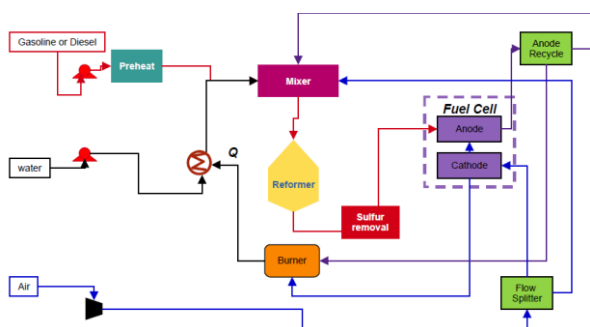 Gasoline or Diesel
Preheat
Mixer
Anode
Recycle
Fuel Cell
Anode
Cathode
Q
water
Reformer
Sulfur
removal
Burner
Air
Flow
Splitter